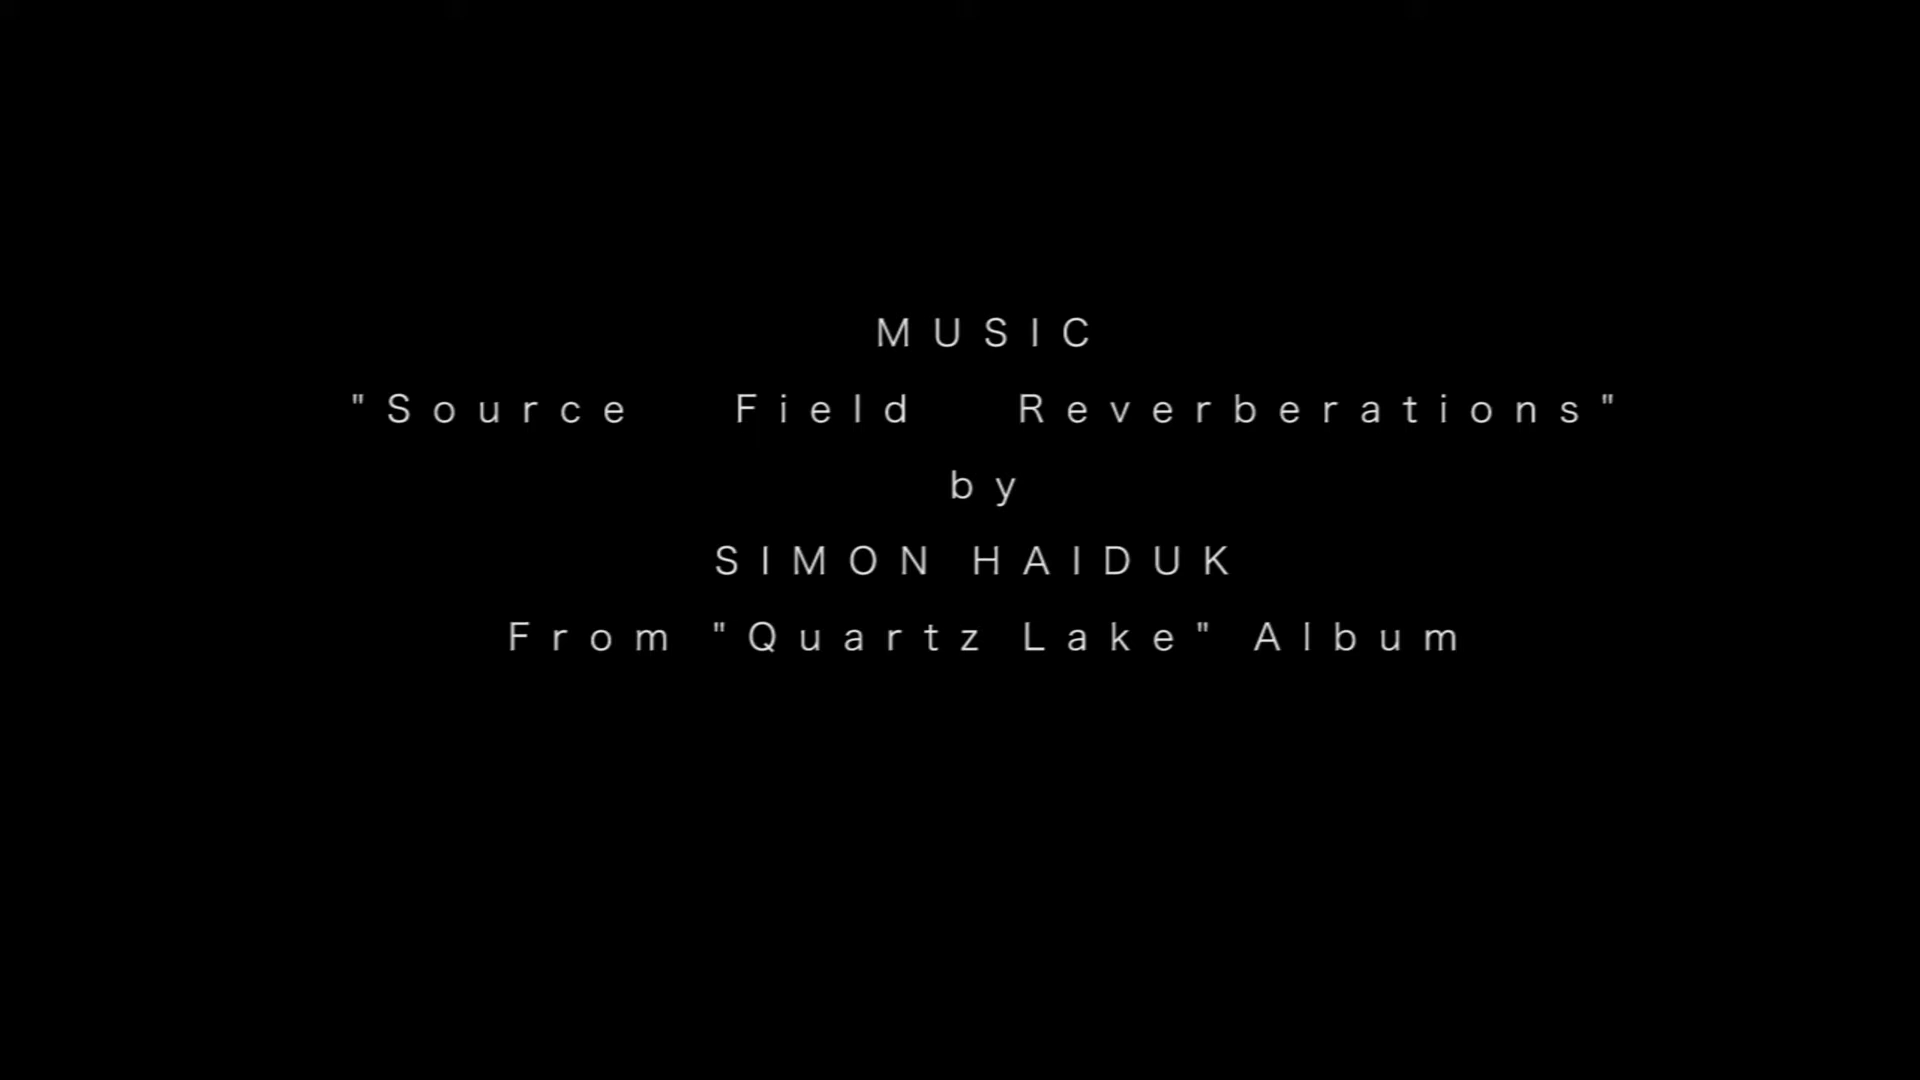 MUSIC
"Source Field Reverberations"
by
SIMON HAIDUK
From "Quartz Lake" Album